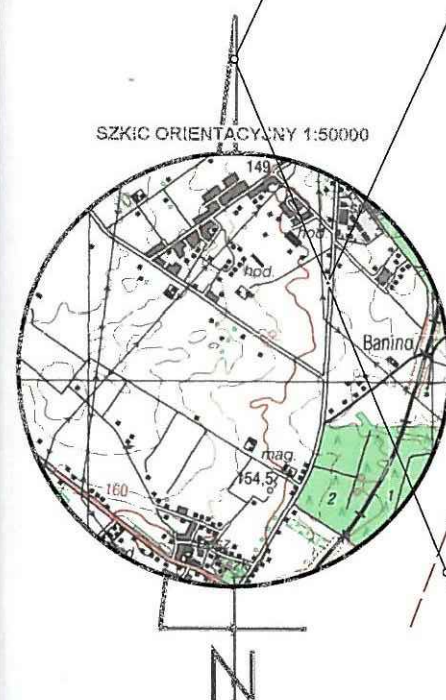 SZKIC ORIENTACYJNY 1:50000
149
hod.
hod.
Banino
mag.
154,5
2
1
160
N